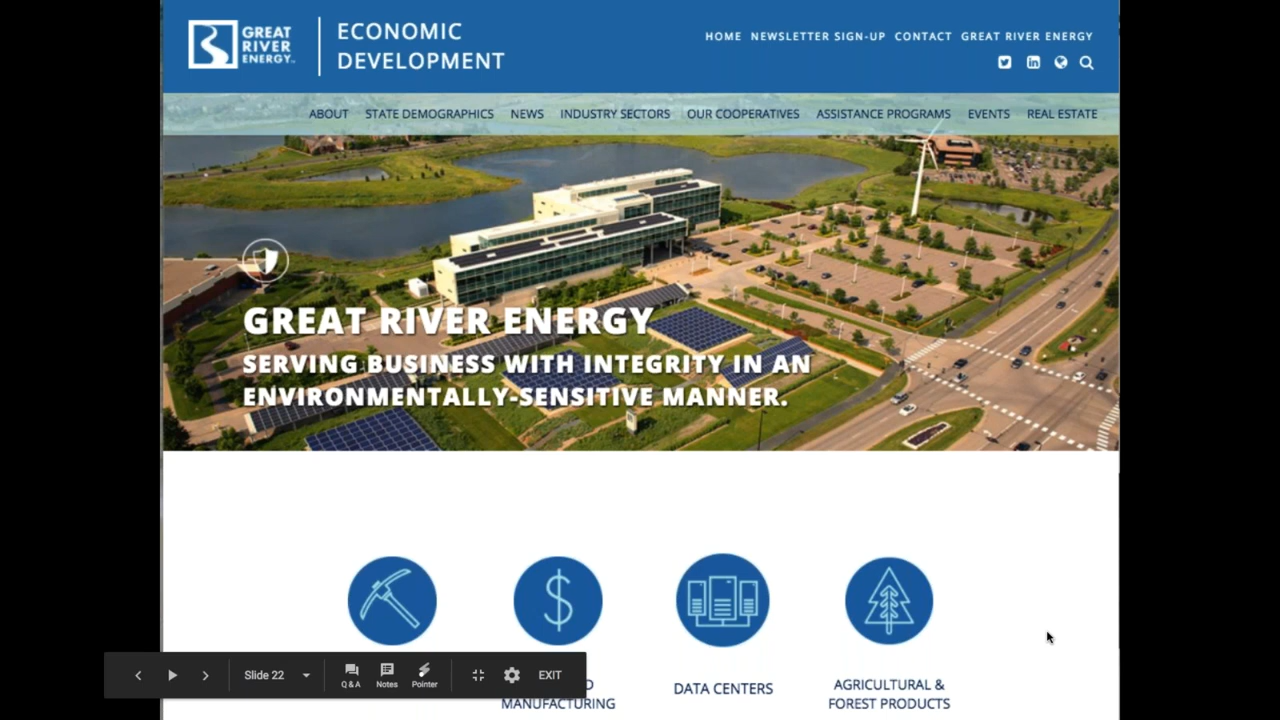 GREAT
RIVER
ENERGY
ECONOMIC
DEVELOPMENT
HOME NEWSLETTER SIGN-UP CONTACT GREAT RIVER ENERGY
ABOUT STATE DEMOGRAPHICS NEWS INDUSTRY SECTORS OUR COOPERATIVES ASSISTANCE PROGRAMS EVENTS REAL ESTATE
GREAT RIVER ENERGY
SERVING BUSINESS WITH INTEGRITY IN AN
ENVIRONMENTALLY-SENSITIVE MANNER.
Slide 22
Q & A
Notes
Pointer
EXIT
MANUFACTURING
DATA CENTERS
AGRICULTURAL &
FOREST PRODUCTS